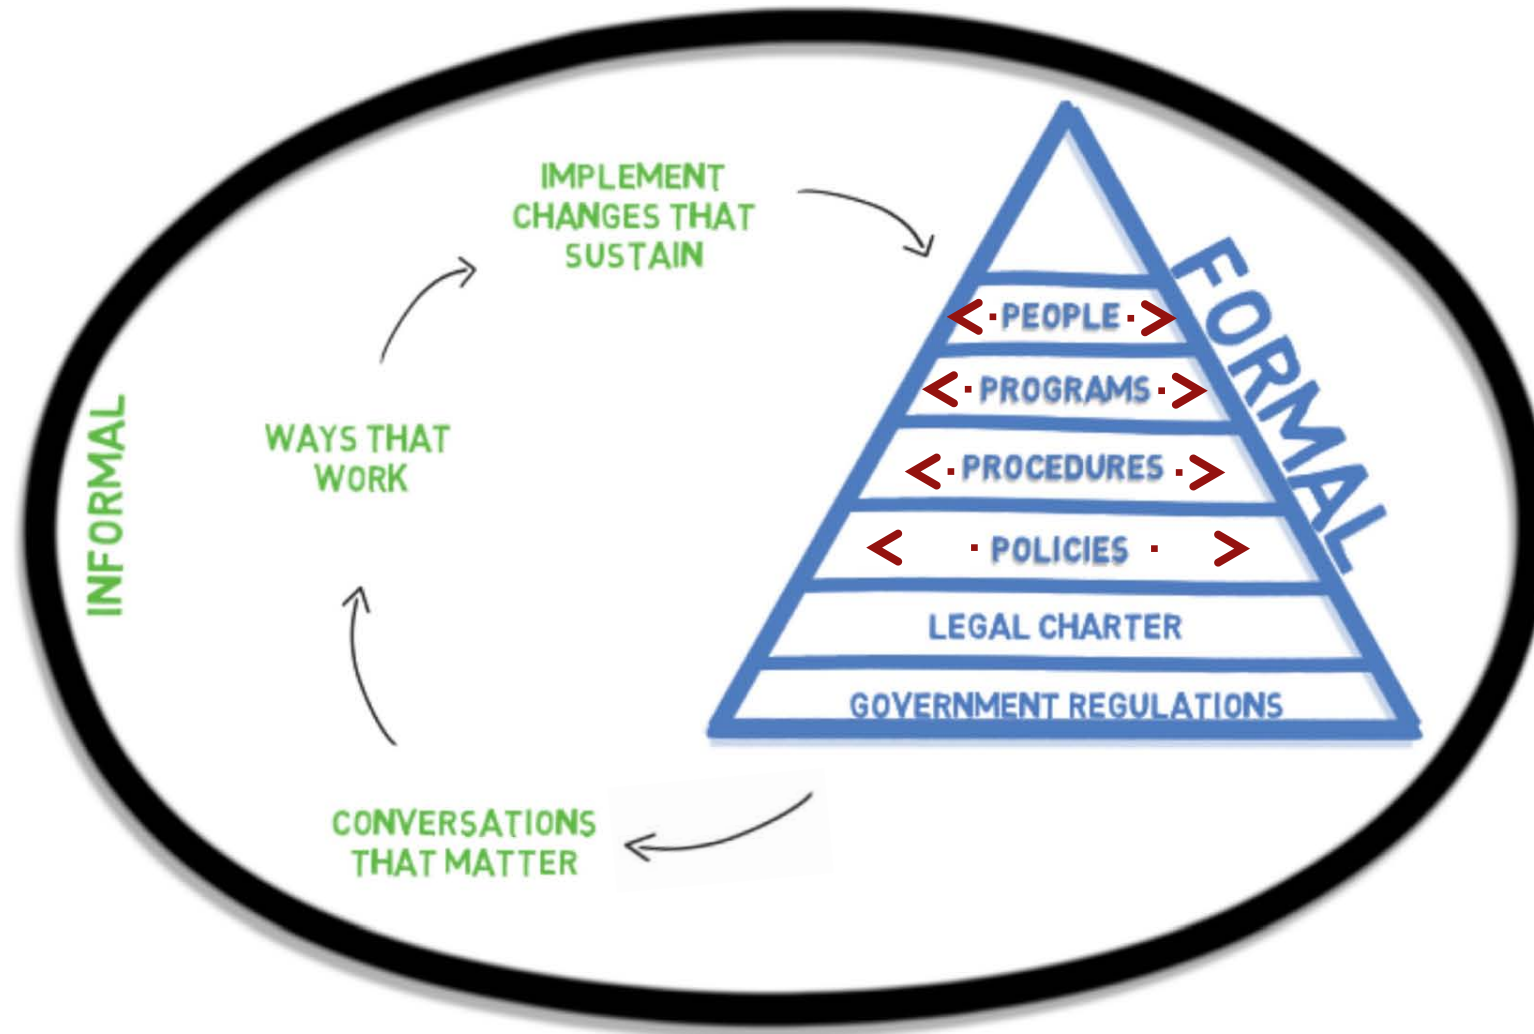 IMPLEMENT
CHANGES THAT
SUSTAIN
WAYS THAT
WORK
INFORMAL
CONVERSATIONS
THAT MATTER
FORMAL
<· PEOPLE ·>
<· PROGRAMS ·>
<· PROCEDURES ·>
< · POLICIES · >
LEGAL CHARTER
GOVERNMENT REGULATIONS